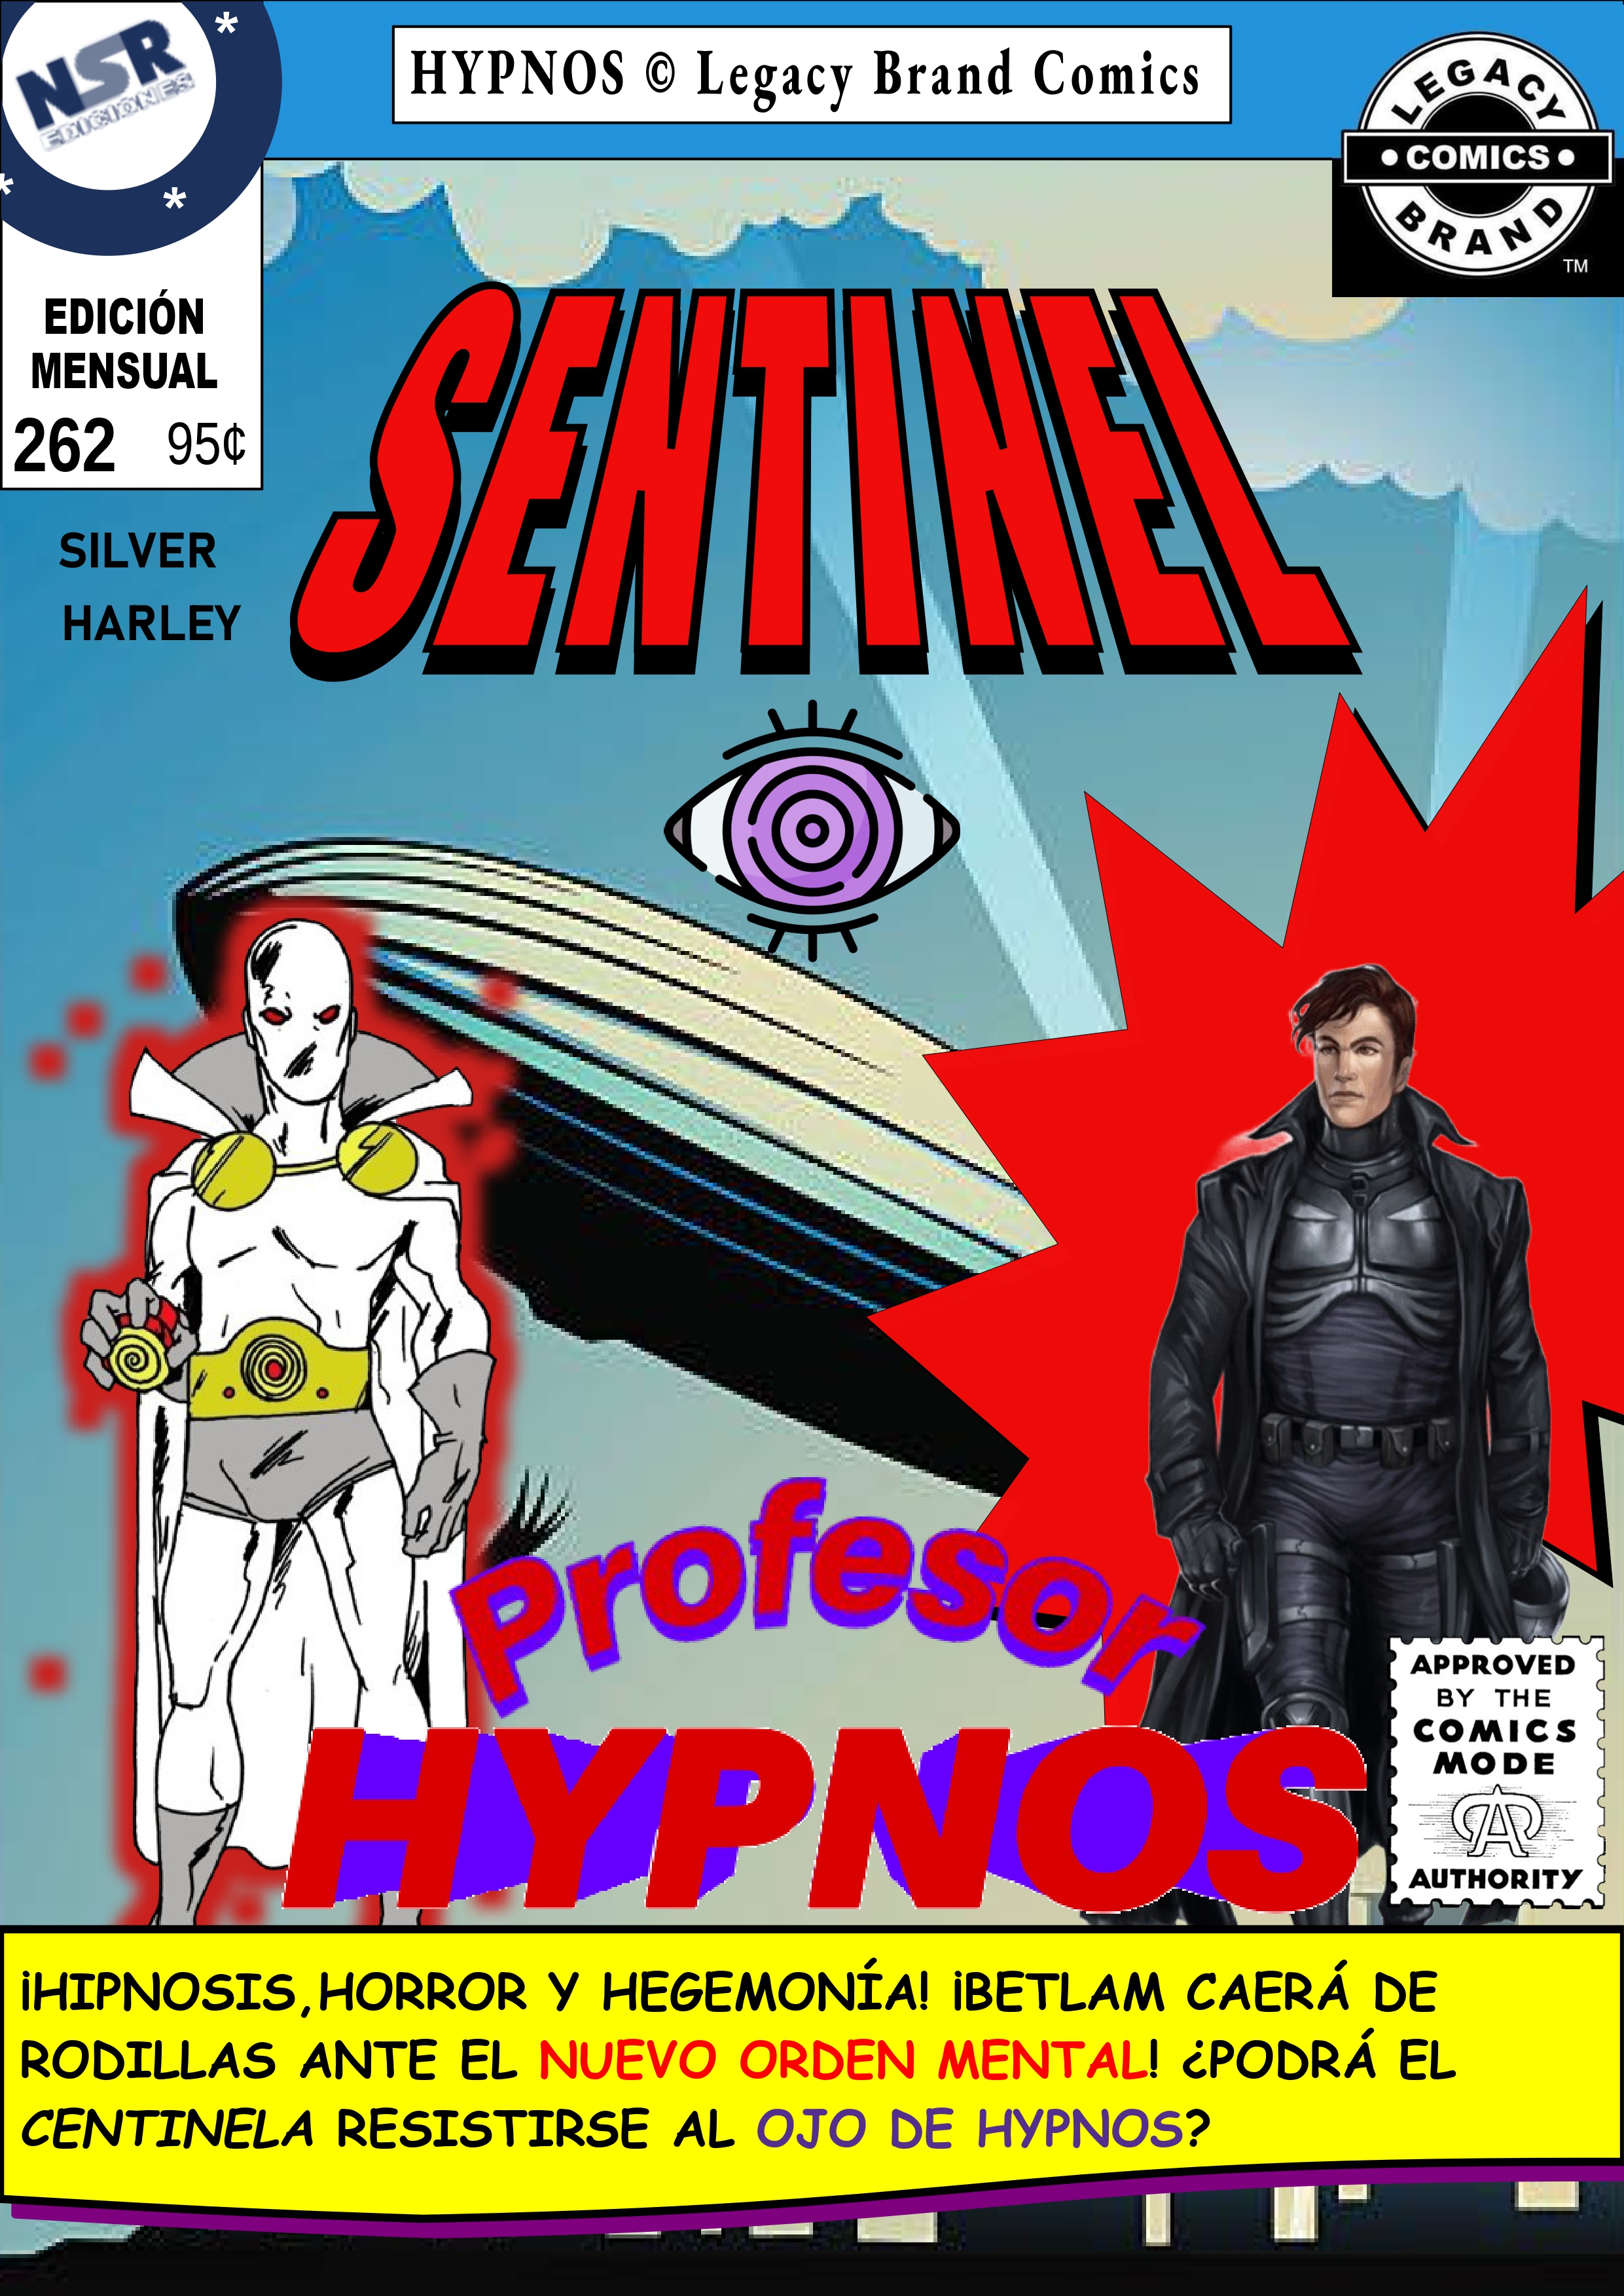 NSR
EDICIONES
HYPNOS © Legacy Brand Comics
LEGACY
• COMICS •
BRAND
TM
EDICIÓN
MENSUAL
262 95¢
SILVER
HARLEY
SENTINEL
Profesor
HYPNOS
APPROVED
BY THE
COMICS
MODE
CA
AUTHORITY
¡HIPNOSIS,HORROR Y HEGEMONÍA! ¡BETLAM CAERÁ DE
RODILLAS ANTE EL NUEVO ORDEN MENTAL! ¿PODRÁ EL
CENTINELA RESISTIRSE AL OJO DE HYPNOS?